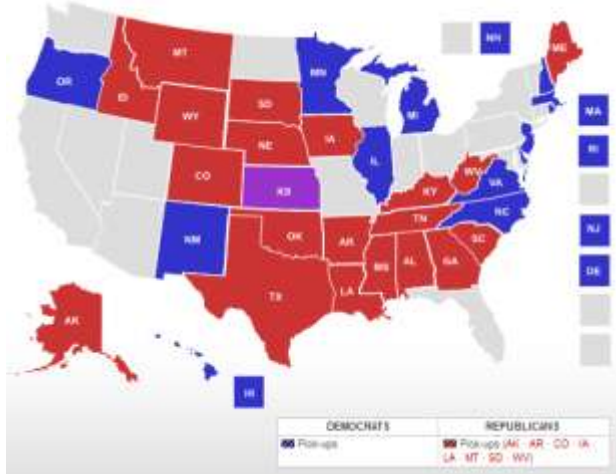 NH
ME
MT
MN
OR
ID
SD
WY
MI
MA
IA
NE
RI
IL
CO
WV
VA
KS
KY
NC
NJ
TN
OK
NM
AR
SC
DE
MS
AL
GA
TX
LA
AK
HI
DEMOCRATS
REPUBLICANS
Pick-ups
Pick-ups (AK · AR · CO · IA
LA · MT · SD · WV)